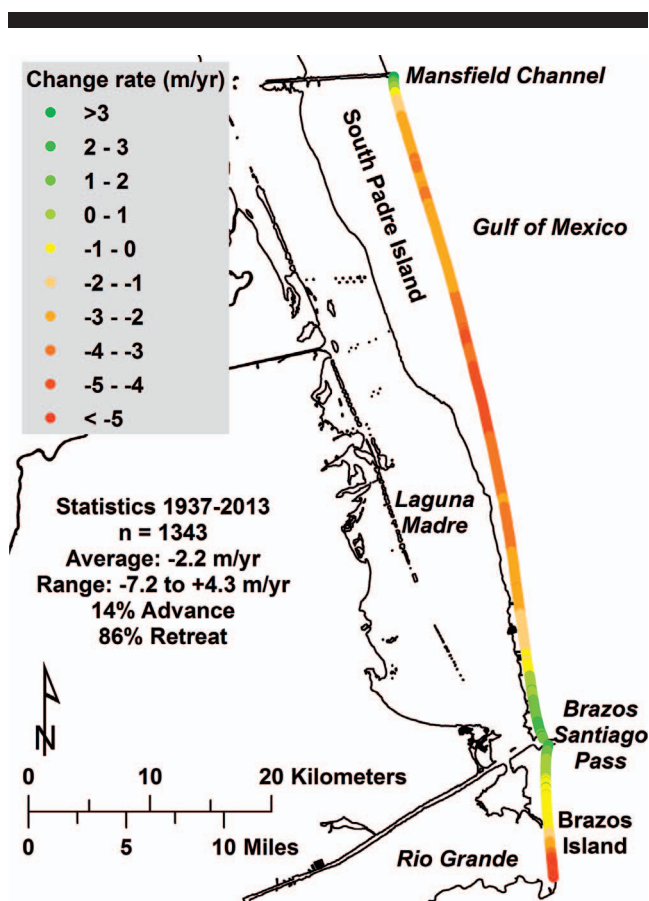 Change rate (m/yr)
>3
2 - 3
1 - 2
0 - 1
-1 - 0
-2 - -1
-3 - -2
-4 - -3
-5 - -4
< -5
Mansfield Channel
South Padre Island
Gulf of Mexico
Laguna
Madre
Statistics 1937-2013
n = 1343
Average: -2.2 m/yr
Range: -7.2 to +4.3 m/yr
14% Advance
86% Retreat
N
Brazos
Santiago
Pass
0 10 20 Kilometers
0 5 10 Miles
Brazos
Island
Rio Grande